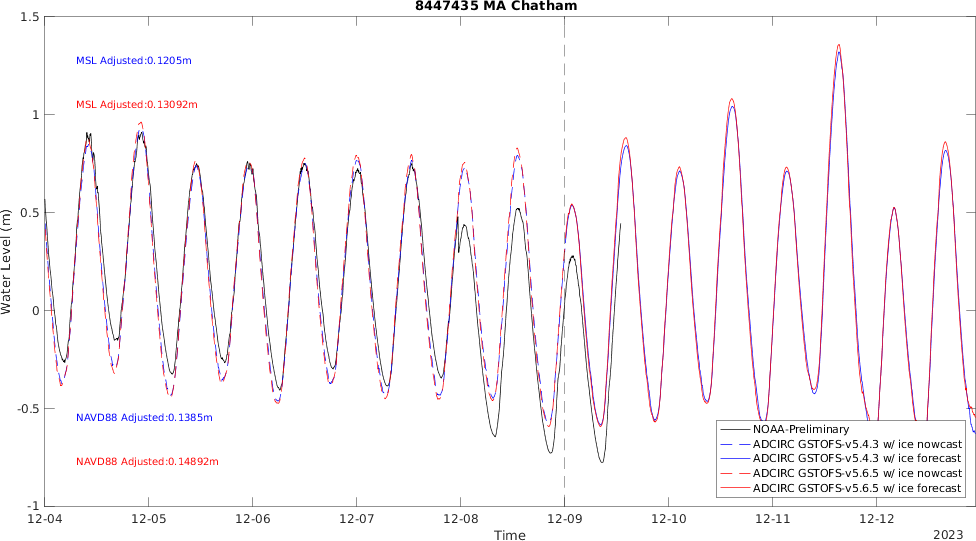 8447435 MA Chatham
1.5
1
0.5
0
-0.5
-1
Water Level (m)
MSL Adjusted:0.1205m
MSL Adjusted:0.13092m
NAVD88 Adjusted:0.1385m
NAVD88 Adjusted:0.14892m
NOAA-Preliminary
ADCIRC GSTOFS-v5.4.3 w/ ice nowcast
ADCIRC GSTOFS-v5.4.3 w/ ice forecast
ADCIRC GSTOFS-v5.6.5 w/ ice nowcast
ADCIRC GSTOFS-v5.6.5 w/ ice forecast
12-04 12-05 12-06 12-07 12-08 12-09 12-10 12-11 12-12
Time
2023